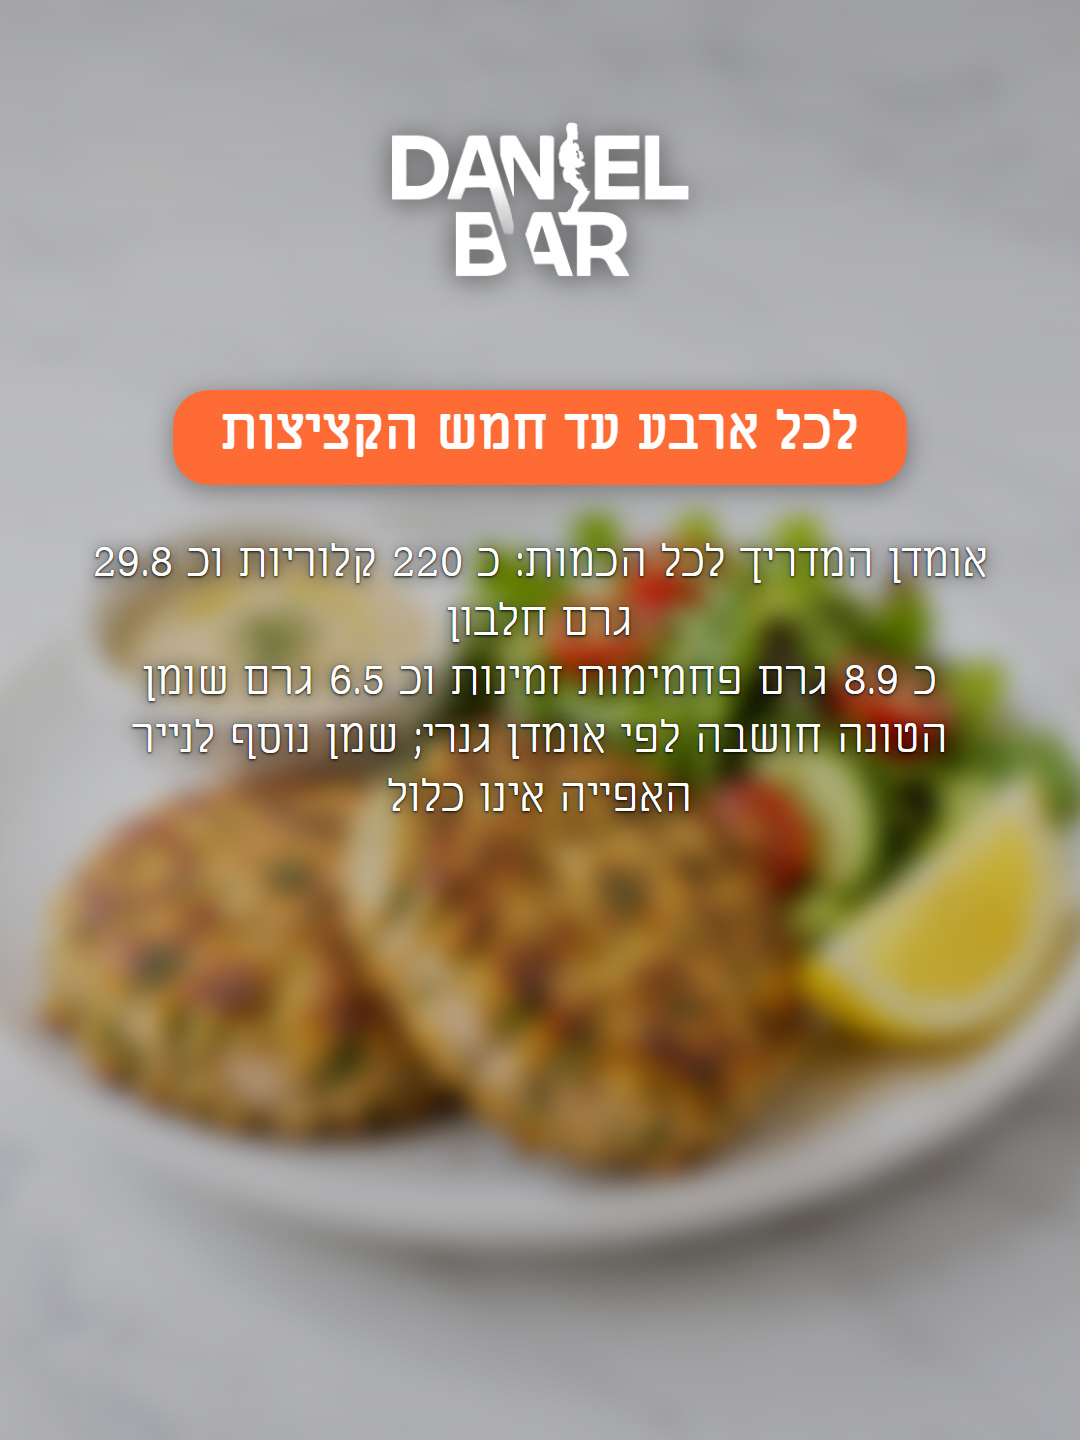 DANIEL
BAR
לכל ארבע עד חמש הקציצות
אומדן המדריך לכל הכמות: כ 220 קלוריות וכ 29.8
גרם חלבון
כ 8.9 גרם פחמימות זמינות וכ 6.5 גרם שומן
הטונה חושבה לפי אומדן גנרי; שמן נוסף לנייר
האפייה אינו כלול